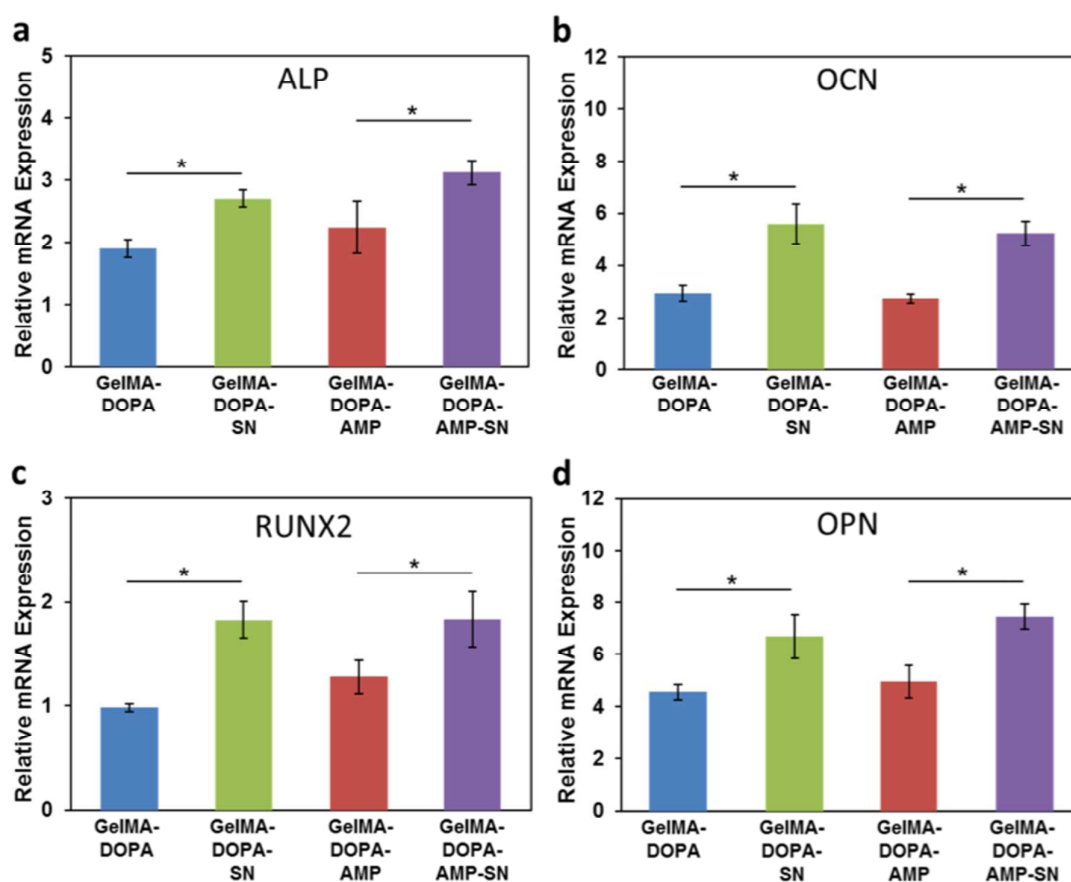 a
ALP
Relative mRNA Expression
5
4
3
2
1
0
*
*
GelMA-
DOPA
GelMA-
DOPA-
SN
GelMA-
DOPA-
AMP
GelMA-
DOPA-
AMP-SN
b
OCN
Relative mRNA Expression
12
10
8
6
4
2
0
*
*
GelMA-
DOPA
GelMA-
DOPA-
SN
GelMA-
DOPA-
AMP
GelMA-
DOPA-
AMP-SN
c
RUNX2
Relative mRNA Expression
3
2
1
0
*
*
GelMA-
DOPA
GelMA-
DOPA-
SN
GelMA-
DOPA-
AMP
GelMA-
DOPA-
AMP-SN
d
OPN
Relative mRNA Expression
12
10
8
6
4
2
0
*
*
GelMA-
DOPA
GelMA-
DOPA-
SN
GelMA-
DOPA-
AMP
GelMA-
DOPA-
AMP-SN